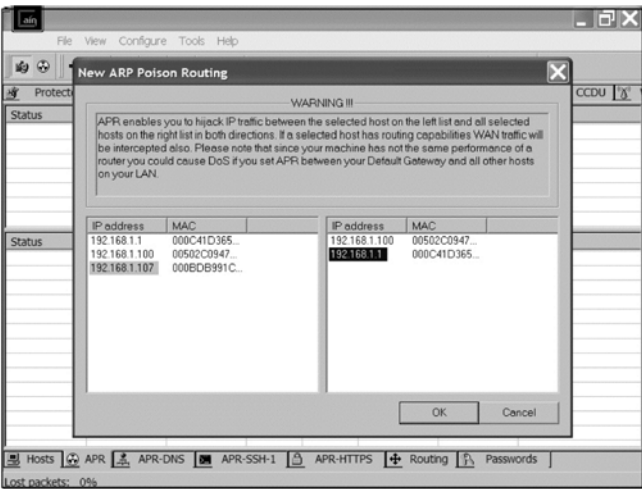 ain
File View Configure Tools Help
New ARP Poison Routing
Protect
CCDU
Status
WARNING !!!
APR enables you to hijack IP traffic between the selected host on the left list and all selected
hosts on the right list in both directions. If a selected host has routing capabilities WAN traffic will
be intercepted also. Please note that since your machine has not the same performance of a
router you could cause DoS if you set APR between your Default Gateway and all other hosts
on your LAN.
IP address MAC
192.168.1.1 000C41D365...
192.168.1.100 00502C0947...
192.168.1.107 000BDB991C...
IP address MAC
192.168.1.100 00502C0947...
192.168.1.1 000C41D365...
Status
OK Cancel
Hosts APR APR-DNS APR-SSH-1 APR-HTTPS Routing Passwords
Lost packets: 0%